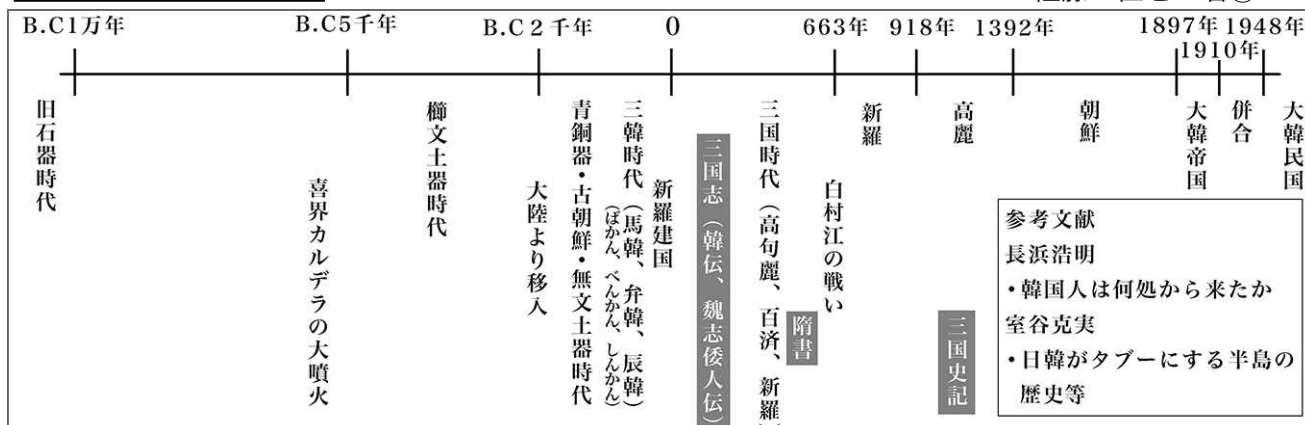 B.C1万年
B.C5千年
B.C２千年
0
663年
918年
1392年
1897年
1910年
1948年
旧石器時代
喜界カルデラの大噴火
櫛文土器時代
大陸より移入
青銅器・古朝鮮・無文土器時代
三韓時代（馬韓、弁韓、辰韓）
（ばかん、べんかん、しんかん）
新羅建国
三国志（韓伝、魏志倭人伝）
三国時代（高句麗、百済、新羅）
隋書
白村江の戦い
新羅
高麗
三国史記
朝鮮
大韓帝国
併合
大韓民国
参考文献
長浜浩明
・韓国人は何処から来たか
室谷克実
・日韓がタブーにする半島の
歴史等